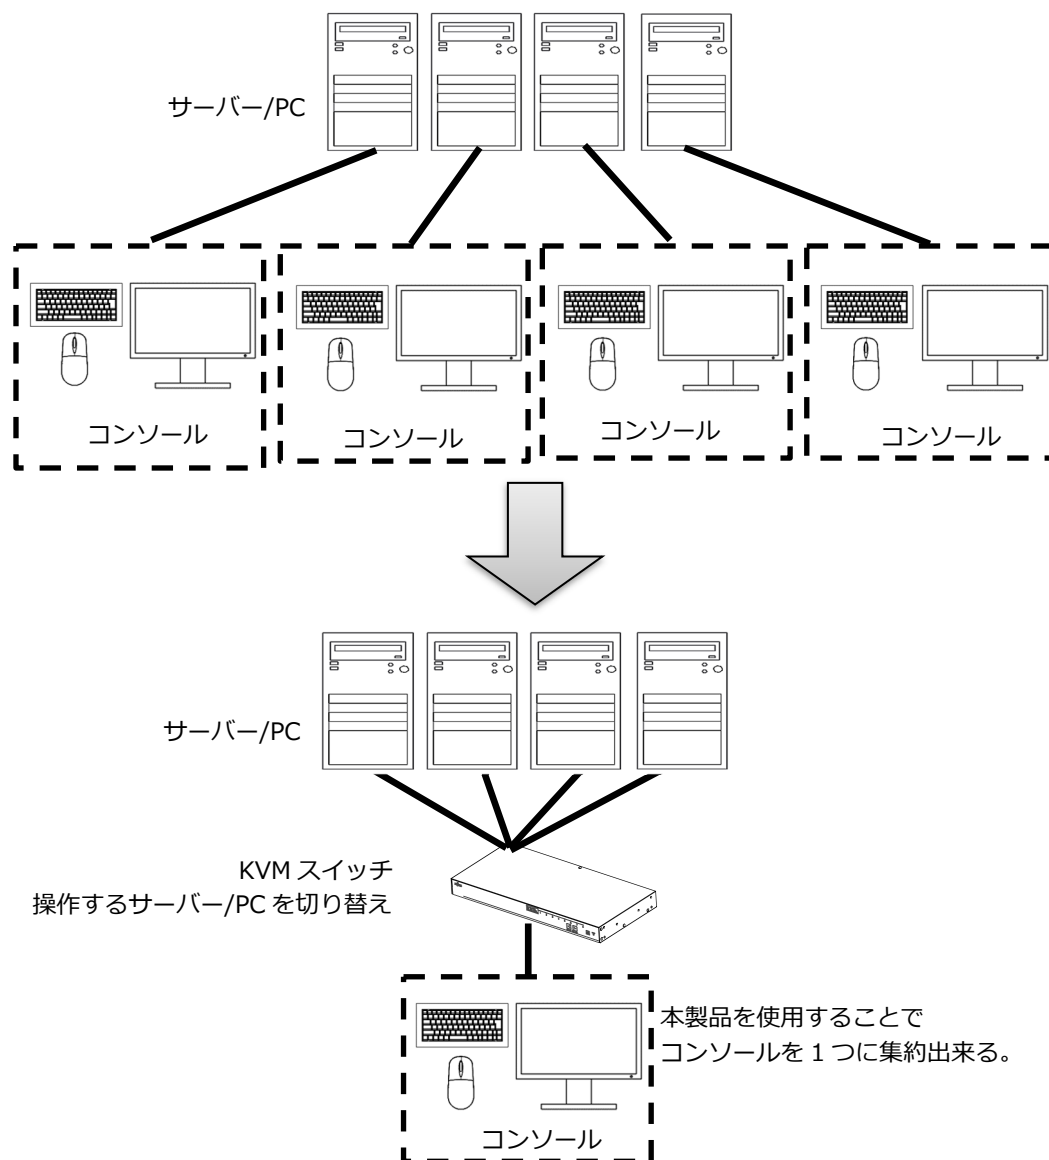 サーバー/PC
コンソール
コンソール
コンソール
コンソール
サーバー/PC
KVM スイッチ
操作するサーバー/PC を切り替え
本製品を使用することで
コンソールを 1 つに集約出来る。
コンソール